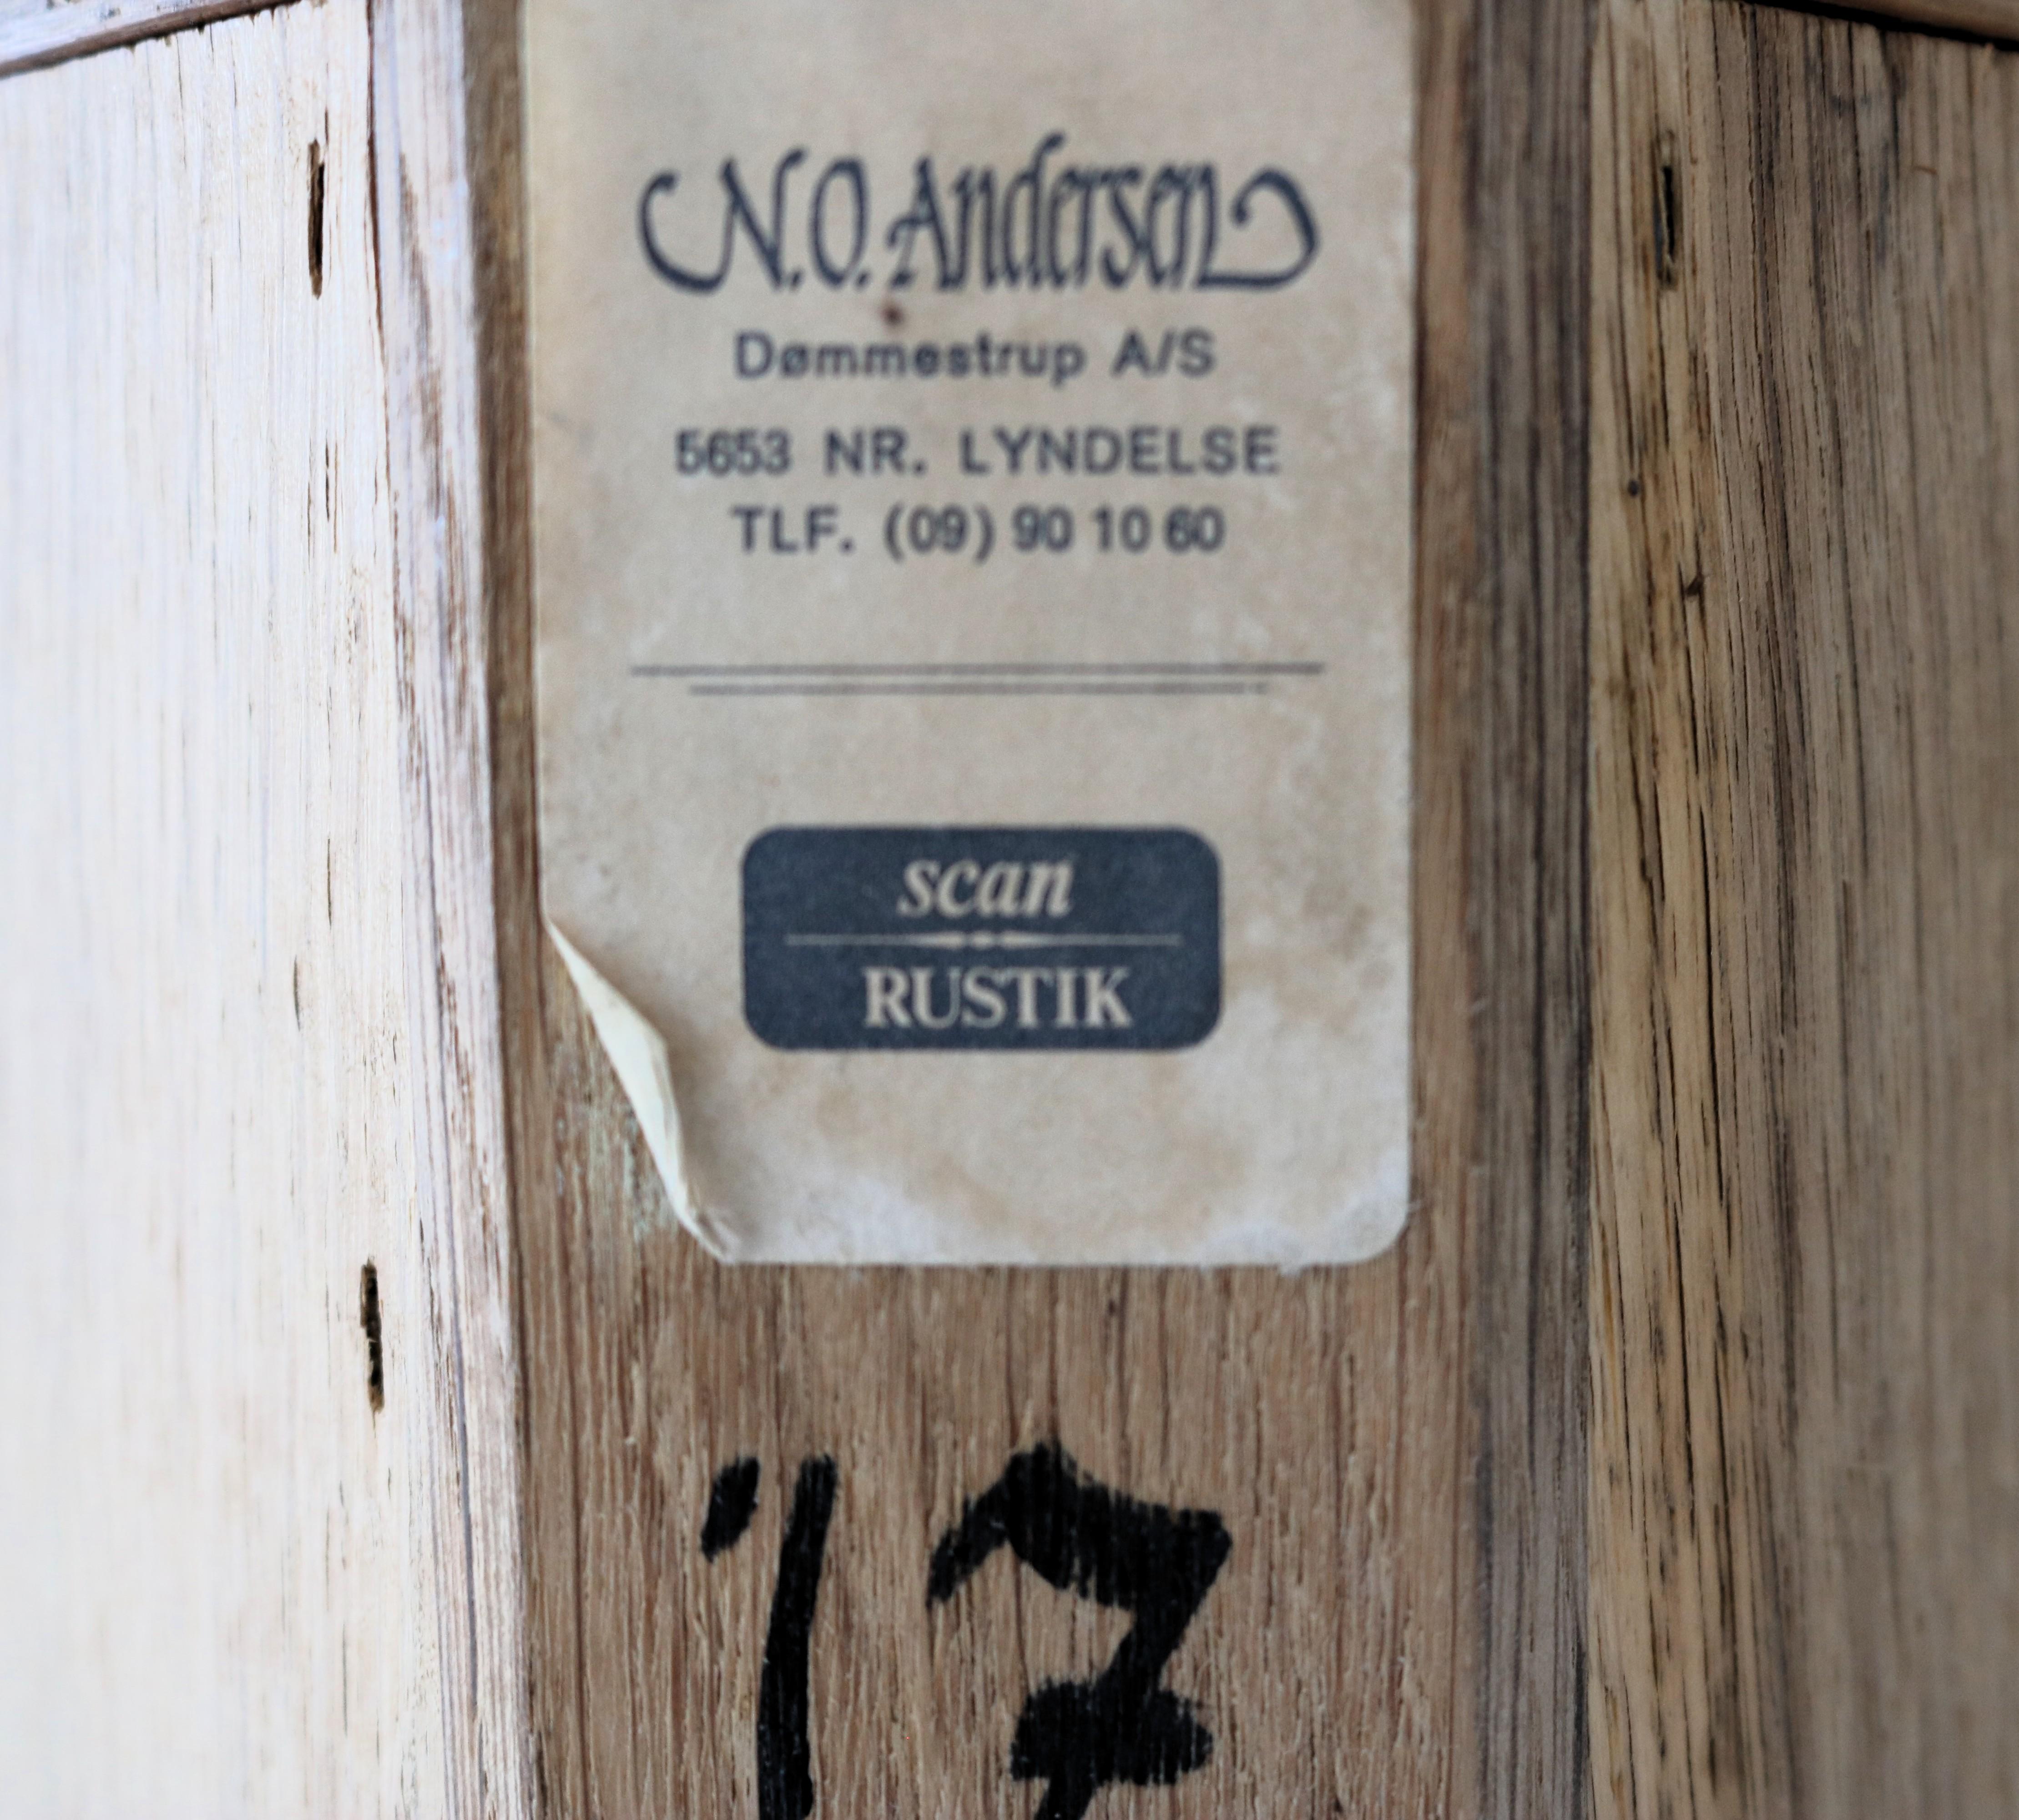 N.O. Andersen
Dømmestrup A/S
5653 NR. LYNDELSE
TLF. (09) 90 10 60
scan
RUSTIK
17